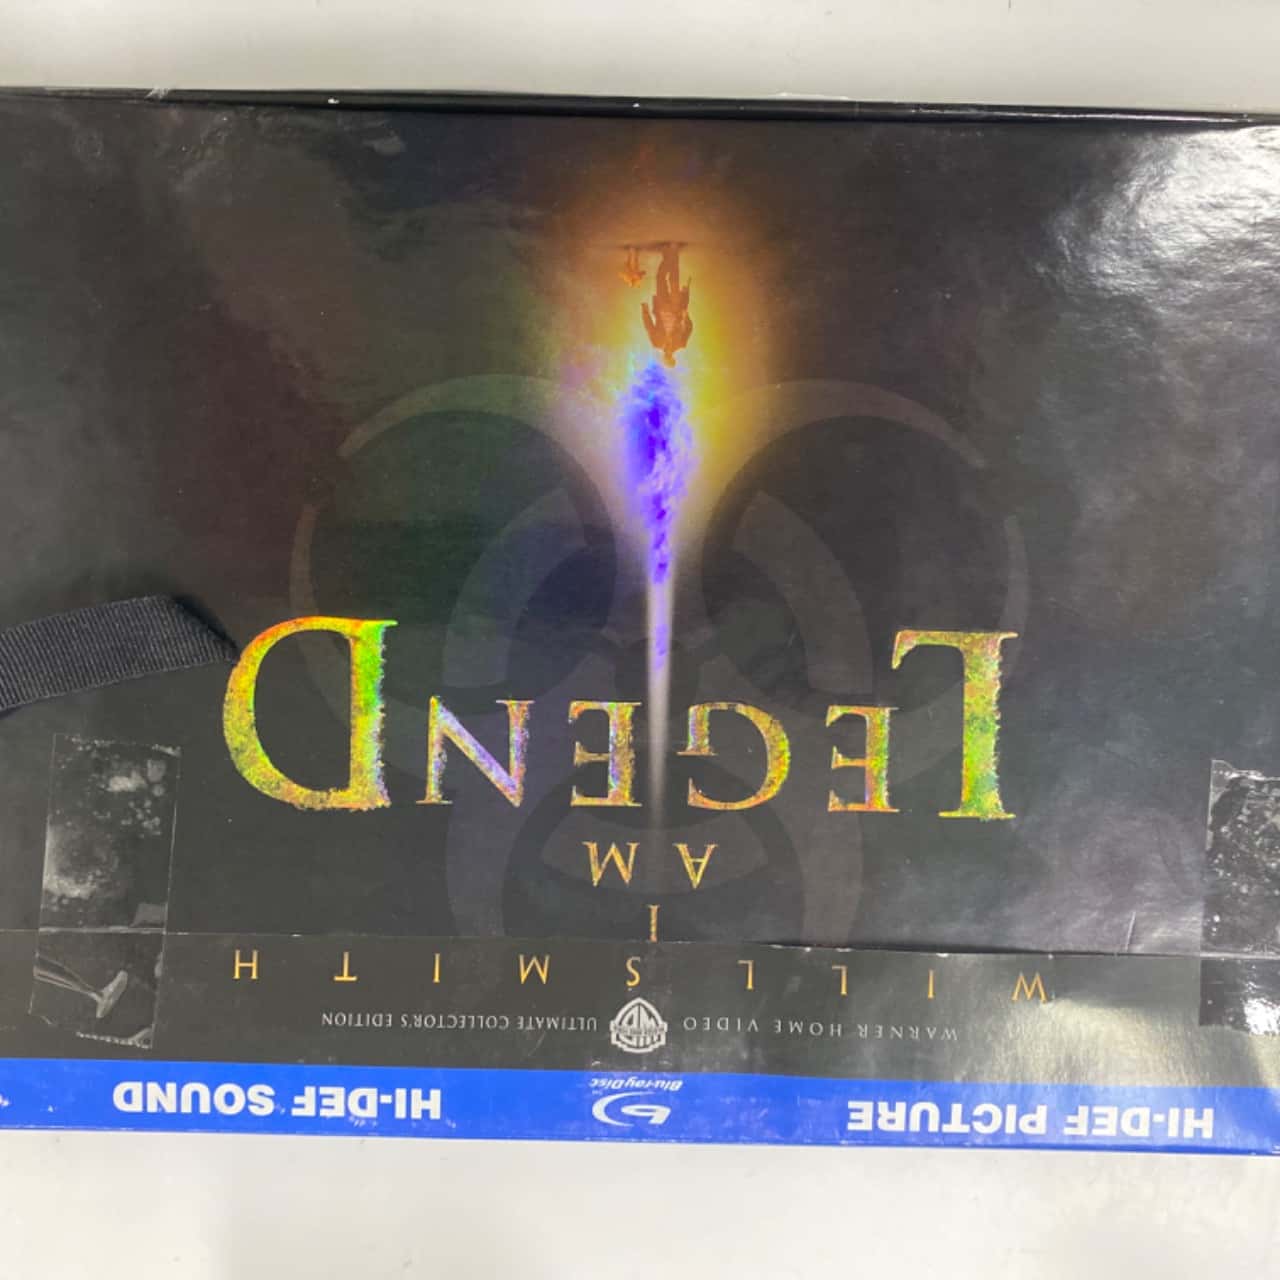 HI-DEF PICTURE Blu-ray Disc HI-DEF SOUND
WARNER HOME VIDEO WB ULTIMATE COLLECTOR'S EDITION
WILL SMITH
I
AM
LEGEND